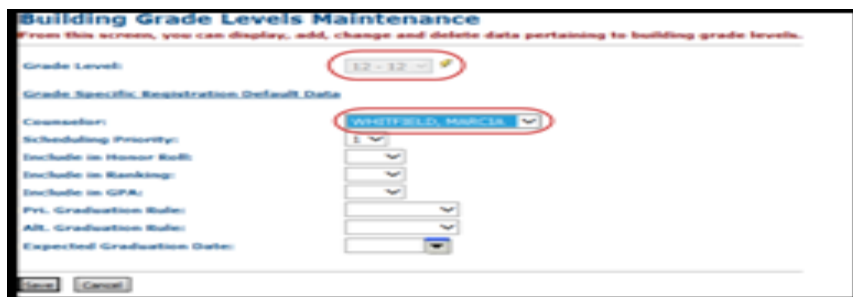 Building Grade Levels Maintenance
From this screen, you can display, add, change and delete data pertaining to building grade levels.
Grade Level: 12 - 12
Grade Specific Registration Default Data
Counselor: WHITFIELD, MARCIA
Scheduling Priority: 1
Include in Honor Roll:
Include in Ranking:
Include in GPA:
Pri. Graduation Rule:
Alt. Graduation Rule:
Expected Graduation Date:
Save Cancel